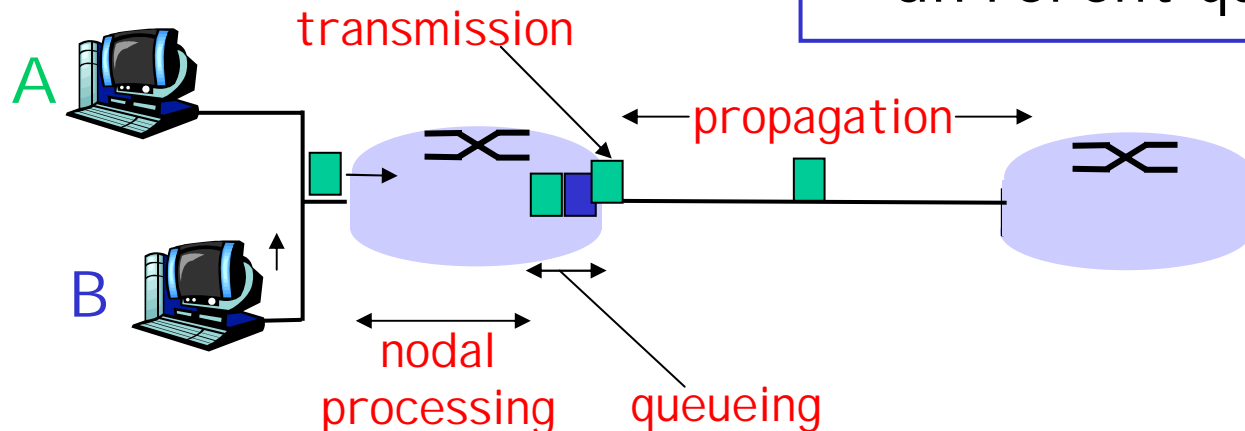 transmission
A
propagation
B
nodal
processing
queueing